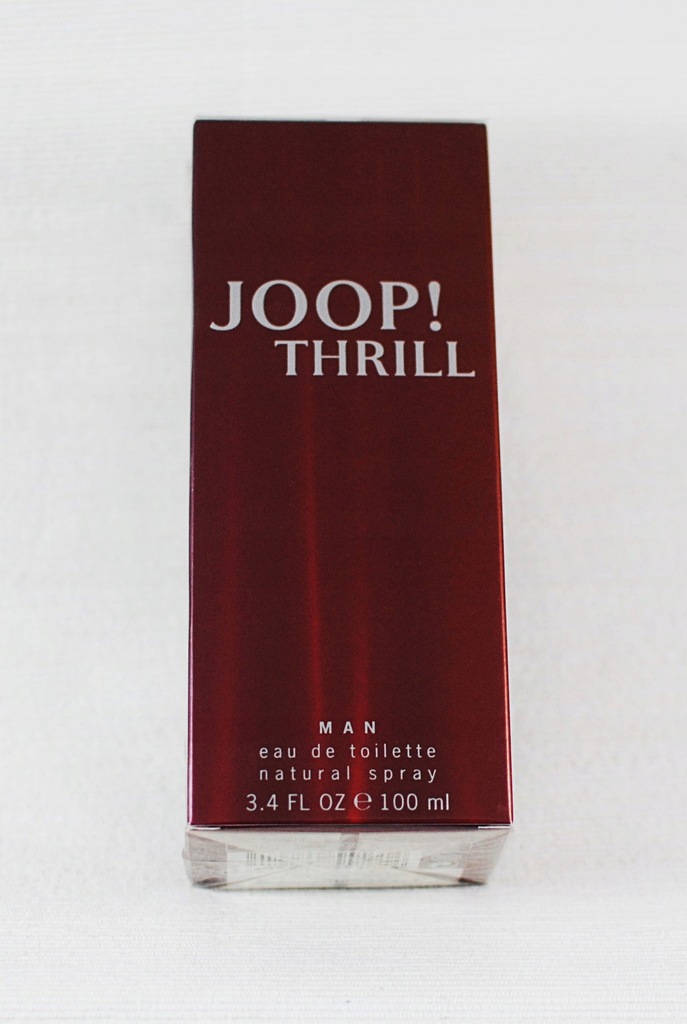 JOOP!
THRILL
MAN
eau de toilette
natural spray
3.4 FL OZ ℮ 100 ml